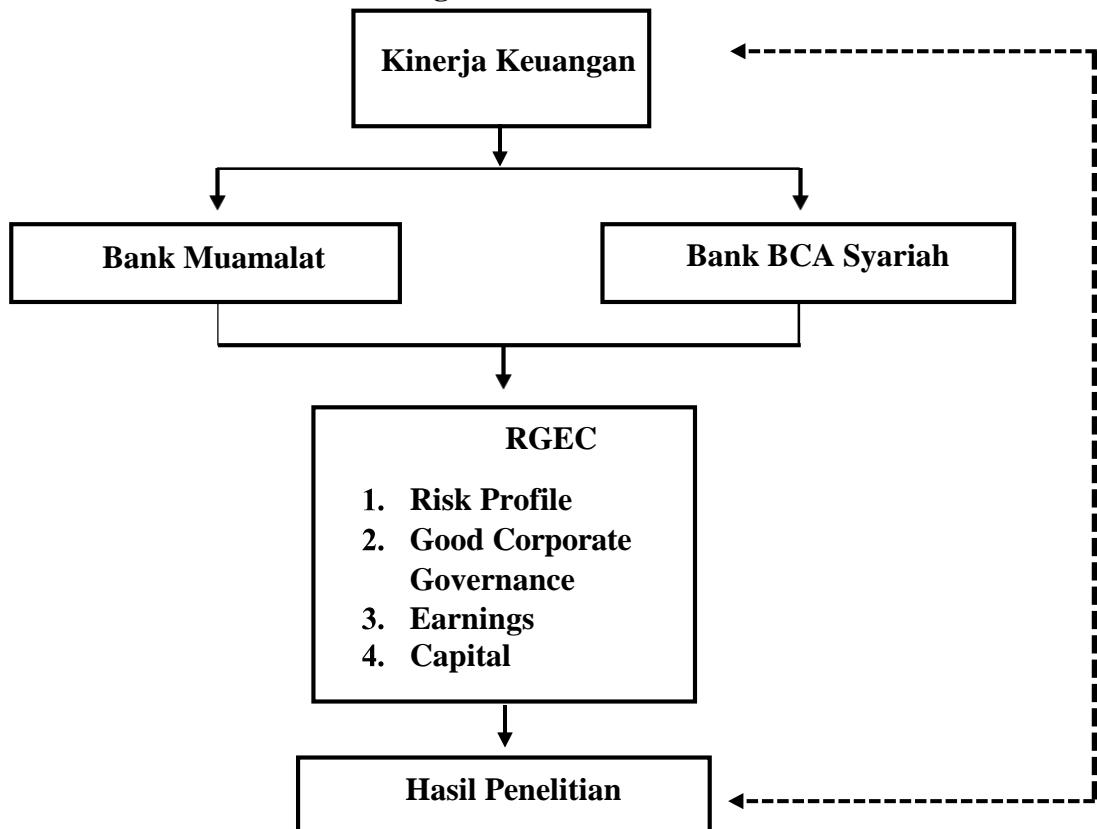 Kinerja Keuangan
Bank Muamalat
Bank BCA Syariah
RGEC
1. Risk Profile
2. Good Corporate
Governance
3. Earnings
4. Capital
Hasil Penelitian